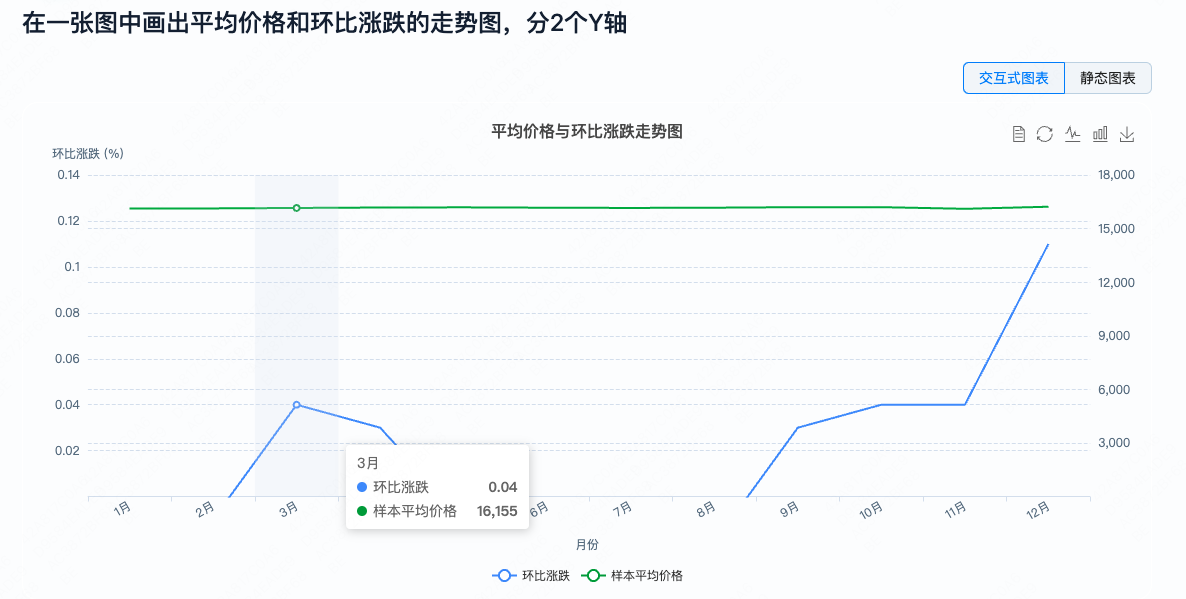 在一张图中画出平均价格和环比涨跌的走势图，分2个Y轴
交互式图表 静态图表
平均价格与环比涨跌走势图
环比涨跌 (%)
0.14 18,000
0.12 15,000
0.1 12,000
0.08 9,000
0.06 6,000
0.04 3,000
0.02
3月
环比涨跌 0.04
样本平均价格 16,155
1月 2月 3月 6月 7月 8月 9月 10月 11月 12月
月份
环比涨跌 样本平均价格